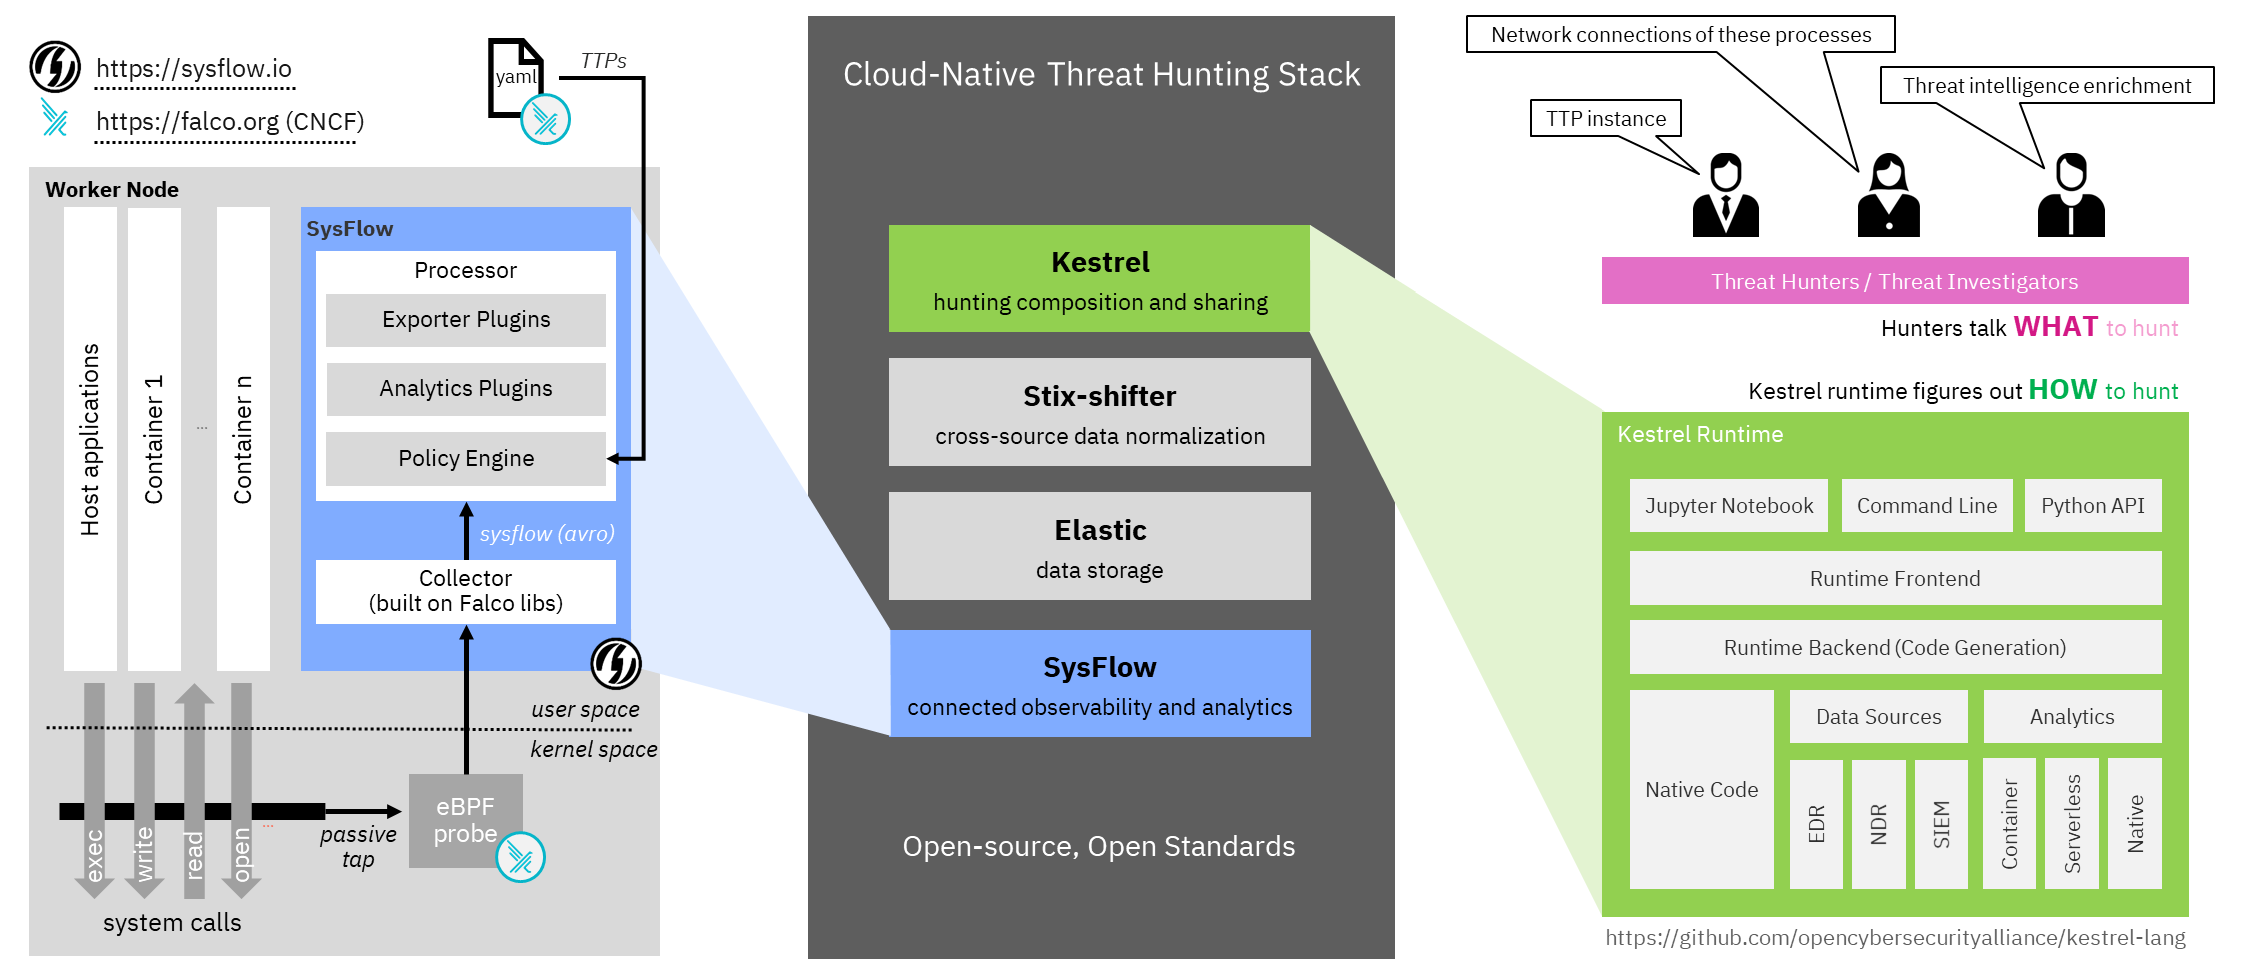 https://sysflow.io
https://falco.org (CNCF)
yaml
TTPs
Worker Node
Host applications
Container 1
...
Container n
SysFlow
Processor
Exporter Plugins
Analytics Plugins
Policy Engine
sysflow (avro)
Collector
(built on Falco libs)
user space
kernel space
exec
write
read
open
...
passive
tap
eBPF
probe
system calls
Cloud-Native Threat Hunting Stack
Kestrel
hunting composition and sharing
Stix-shifter
cross-source data normalization
Elastic
data storage
SysFlow
connected observability and analytics
Open-source, Open Standards
Network connections of these processes
Threat intelligence enrichment
TTP instance
Threat Hunters / Threat Investigators
Hunters talk WHAT to hunt
Kestrel runtime figures out HOW to hunt
Kestrel Runtime
Jupyter Notebook
Command Line
Python API
Runtime Frontend
Runtime Backend (Code Generation)
Native Code
Data Sources
Analytics
EDR
NDR
SIEM
Container
Serverless
Native
https://github.com/opencybersecurityalliance/kestrel-lang